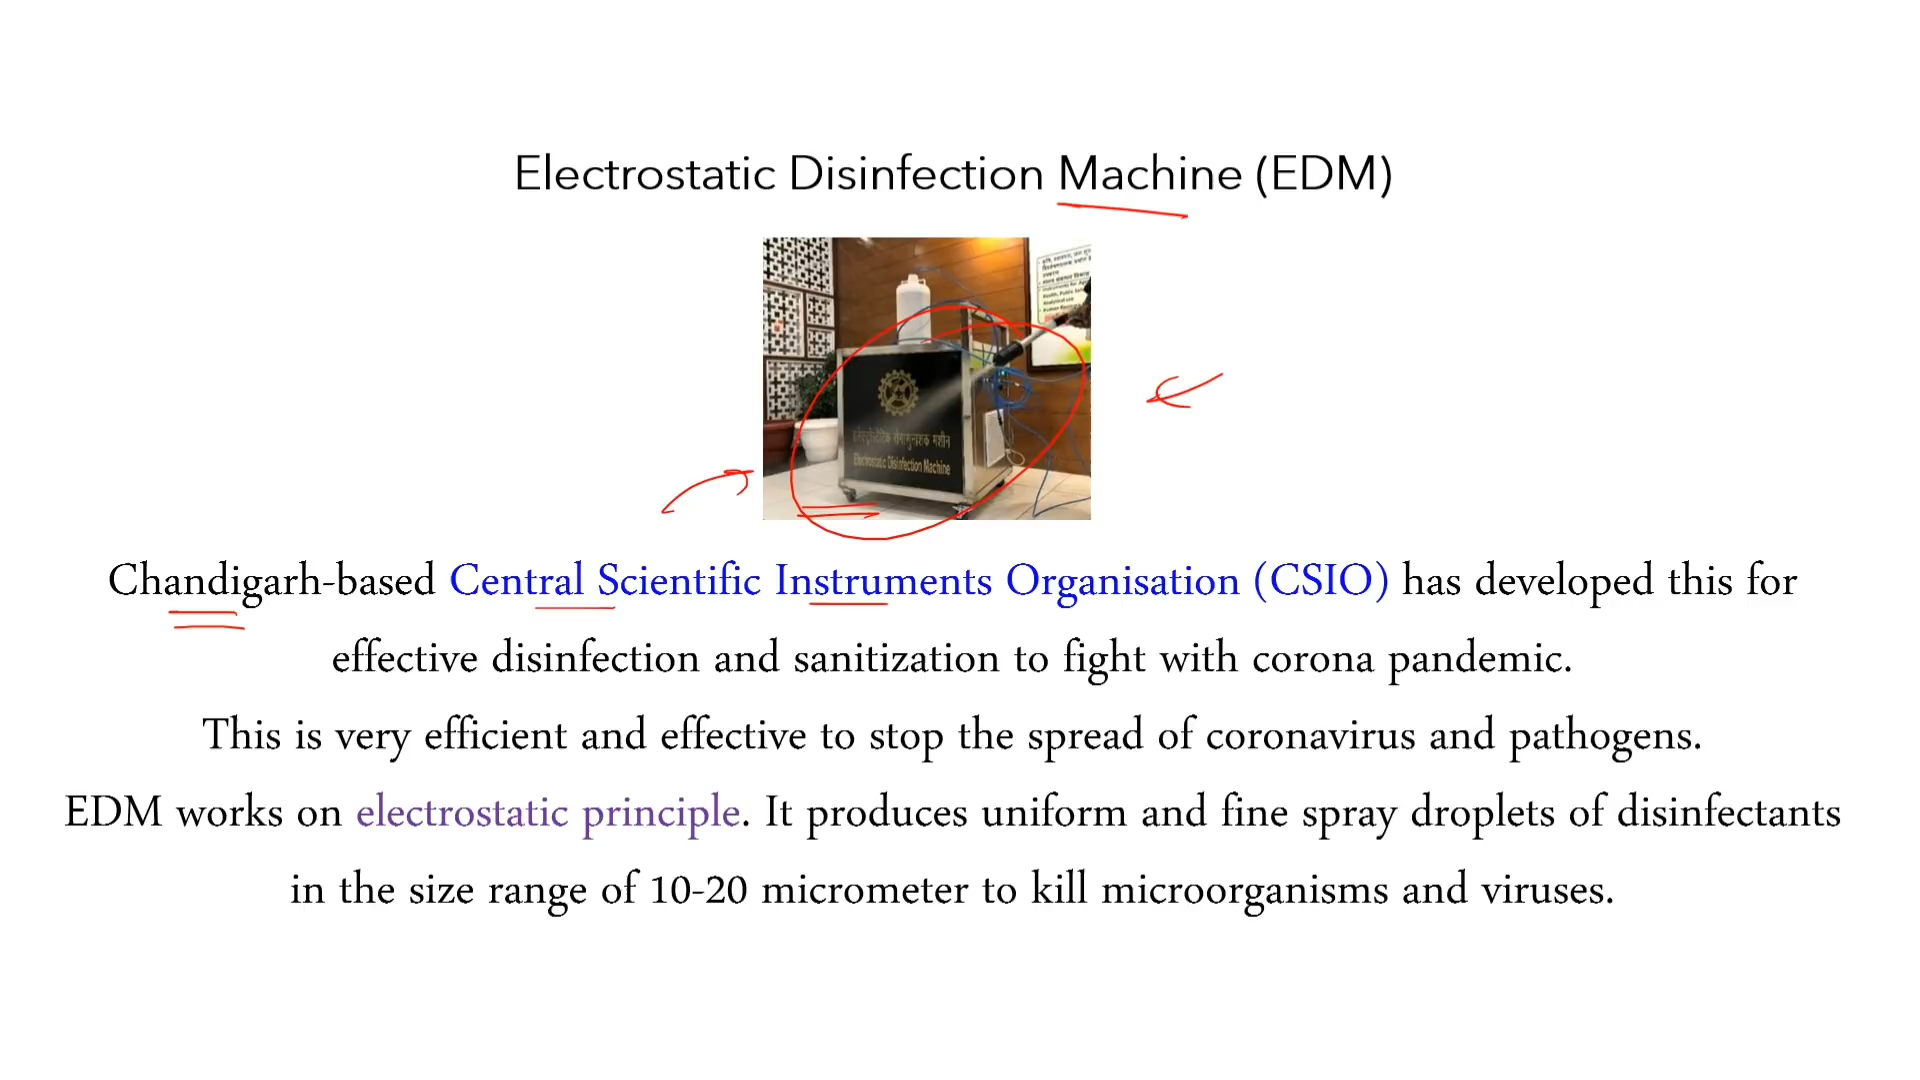 Electrostatic Disinfection Machine (EDM)
इलेक्ट्रोस्टैटिक रोगाणुनाशक मशीन
Electrostatic Disinfection Machine
Chandigarh-based Central Scientific Instruments Organisation (CSIO) has developed this for
effective disinfection and sanitization to fight with corona pandemic.
This is very efficient and effective to stop the spread of coronavirus and pathogens.
EDM works on electrostatic principle. It produces uniform and fine spray droplets of disinfectants
in the size range of 10-20 micrometer to kill microorganisms and viruses.